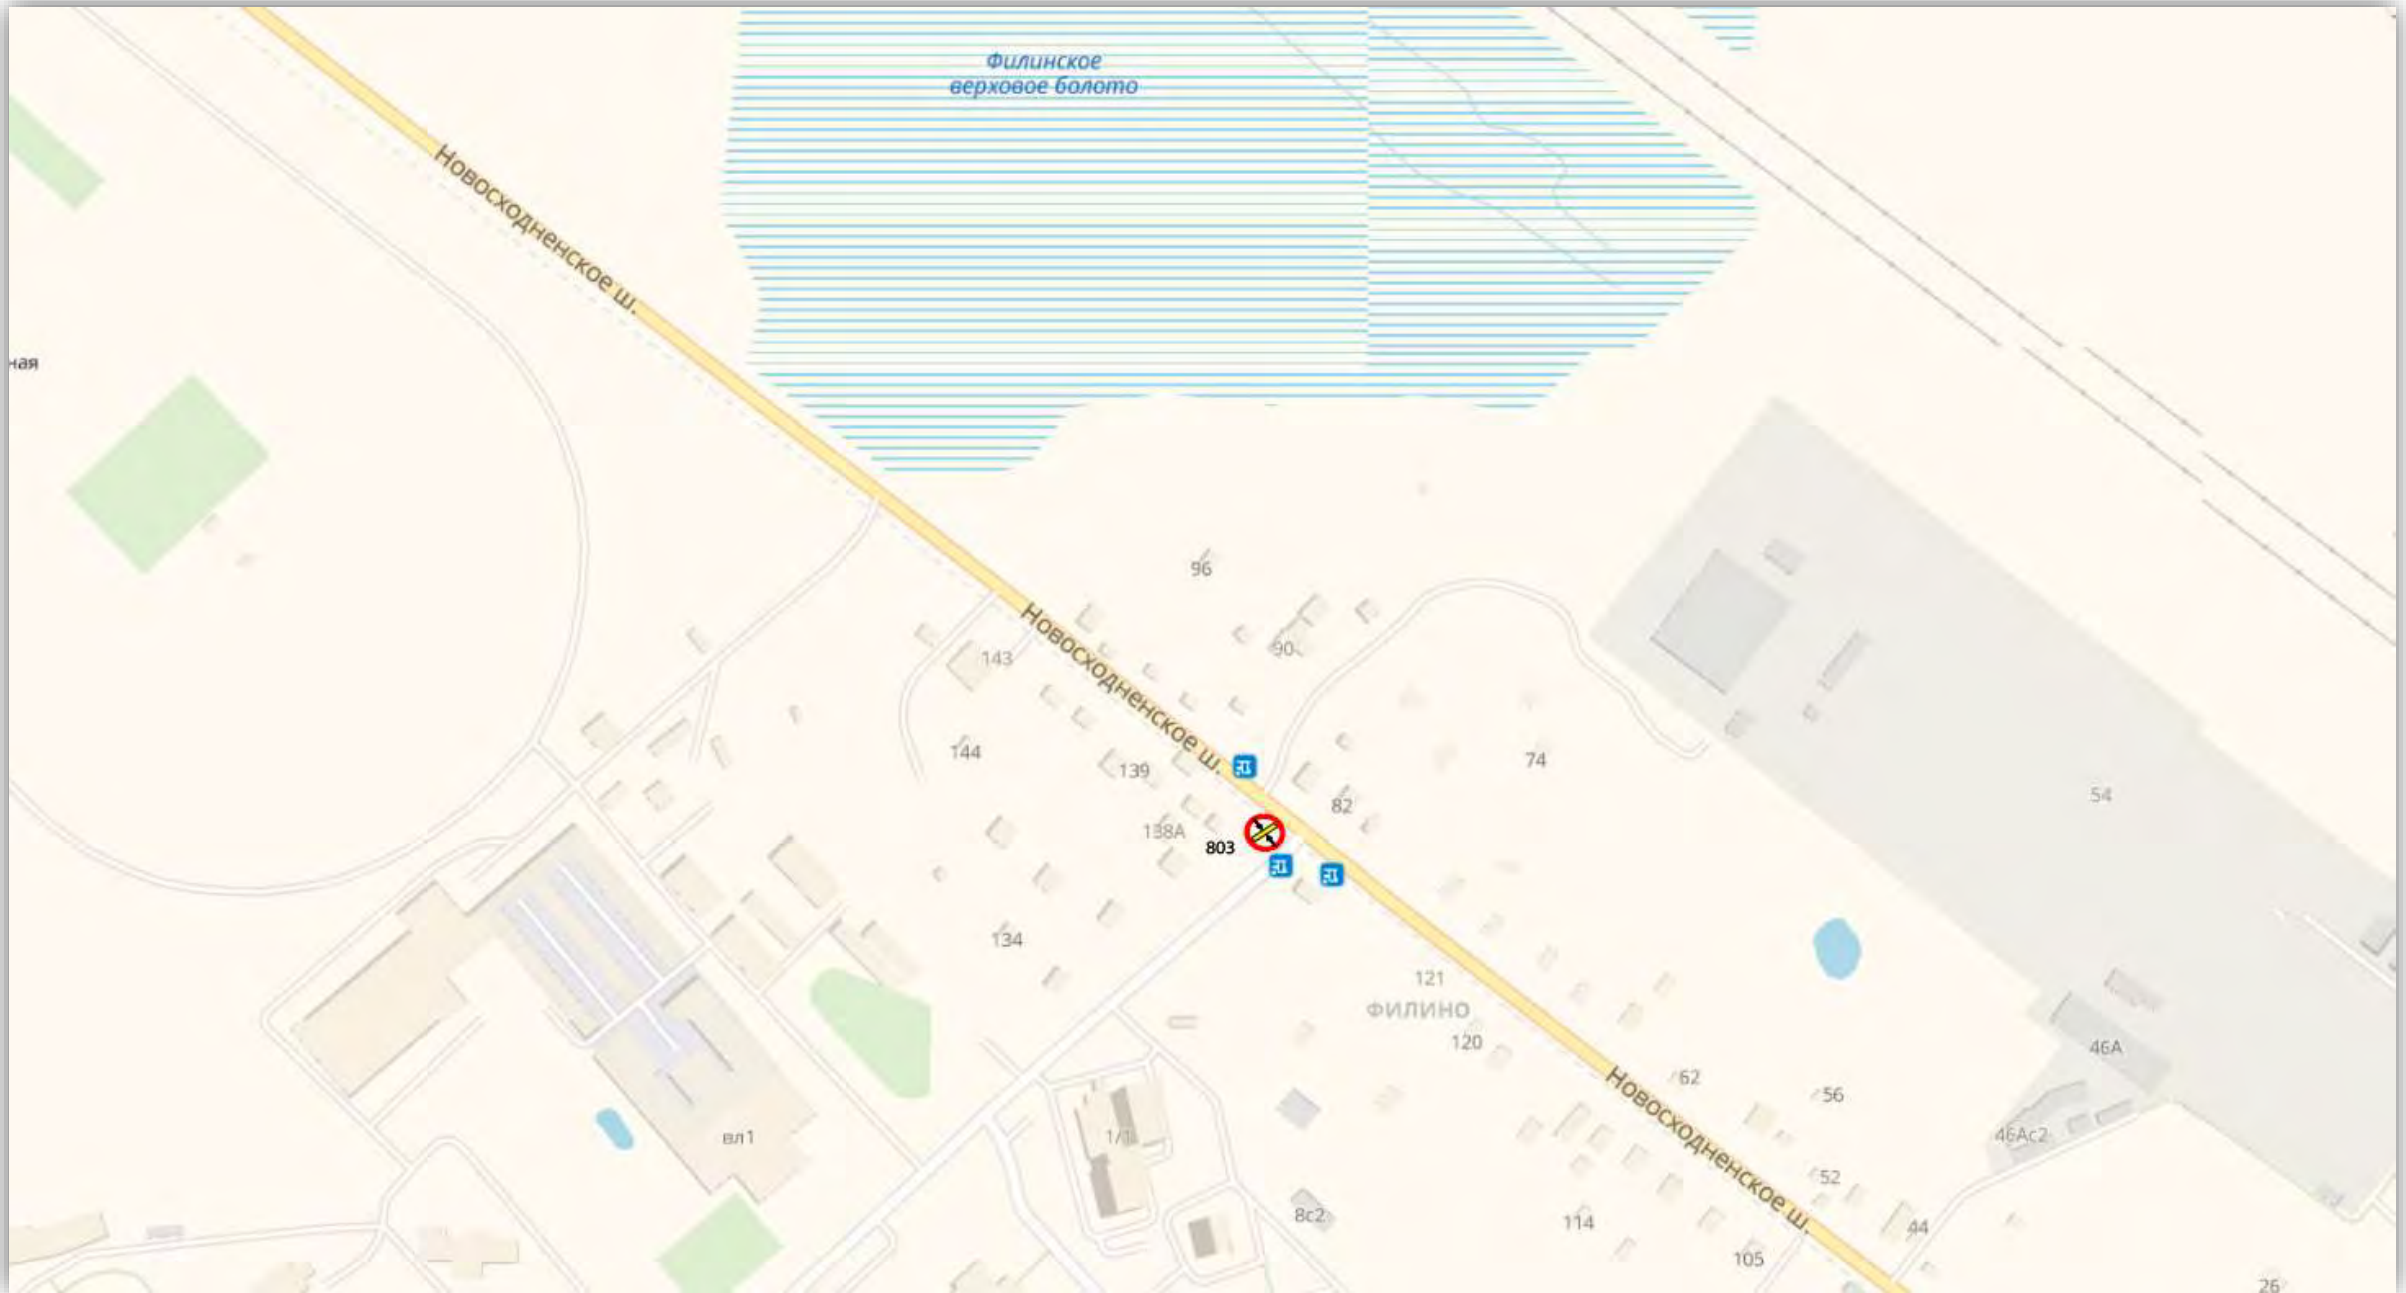 Филинское
верховое болото
Новосходненское ш.
ная
96
Новосходненское ш.
90
143
144
139
74
82
54
138А
803
134
121
ФИЛИНО
120
46А
62
56
вл1
1/1
Новосходненское ш.
46Ас2
52
8с2
114
44
105
26